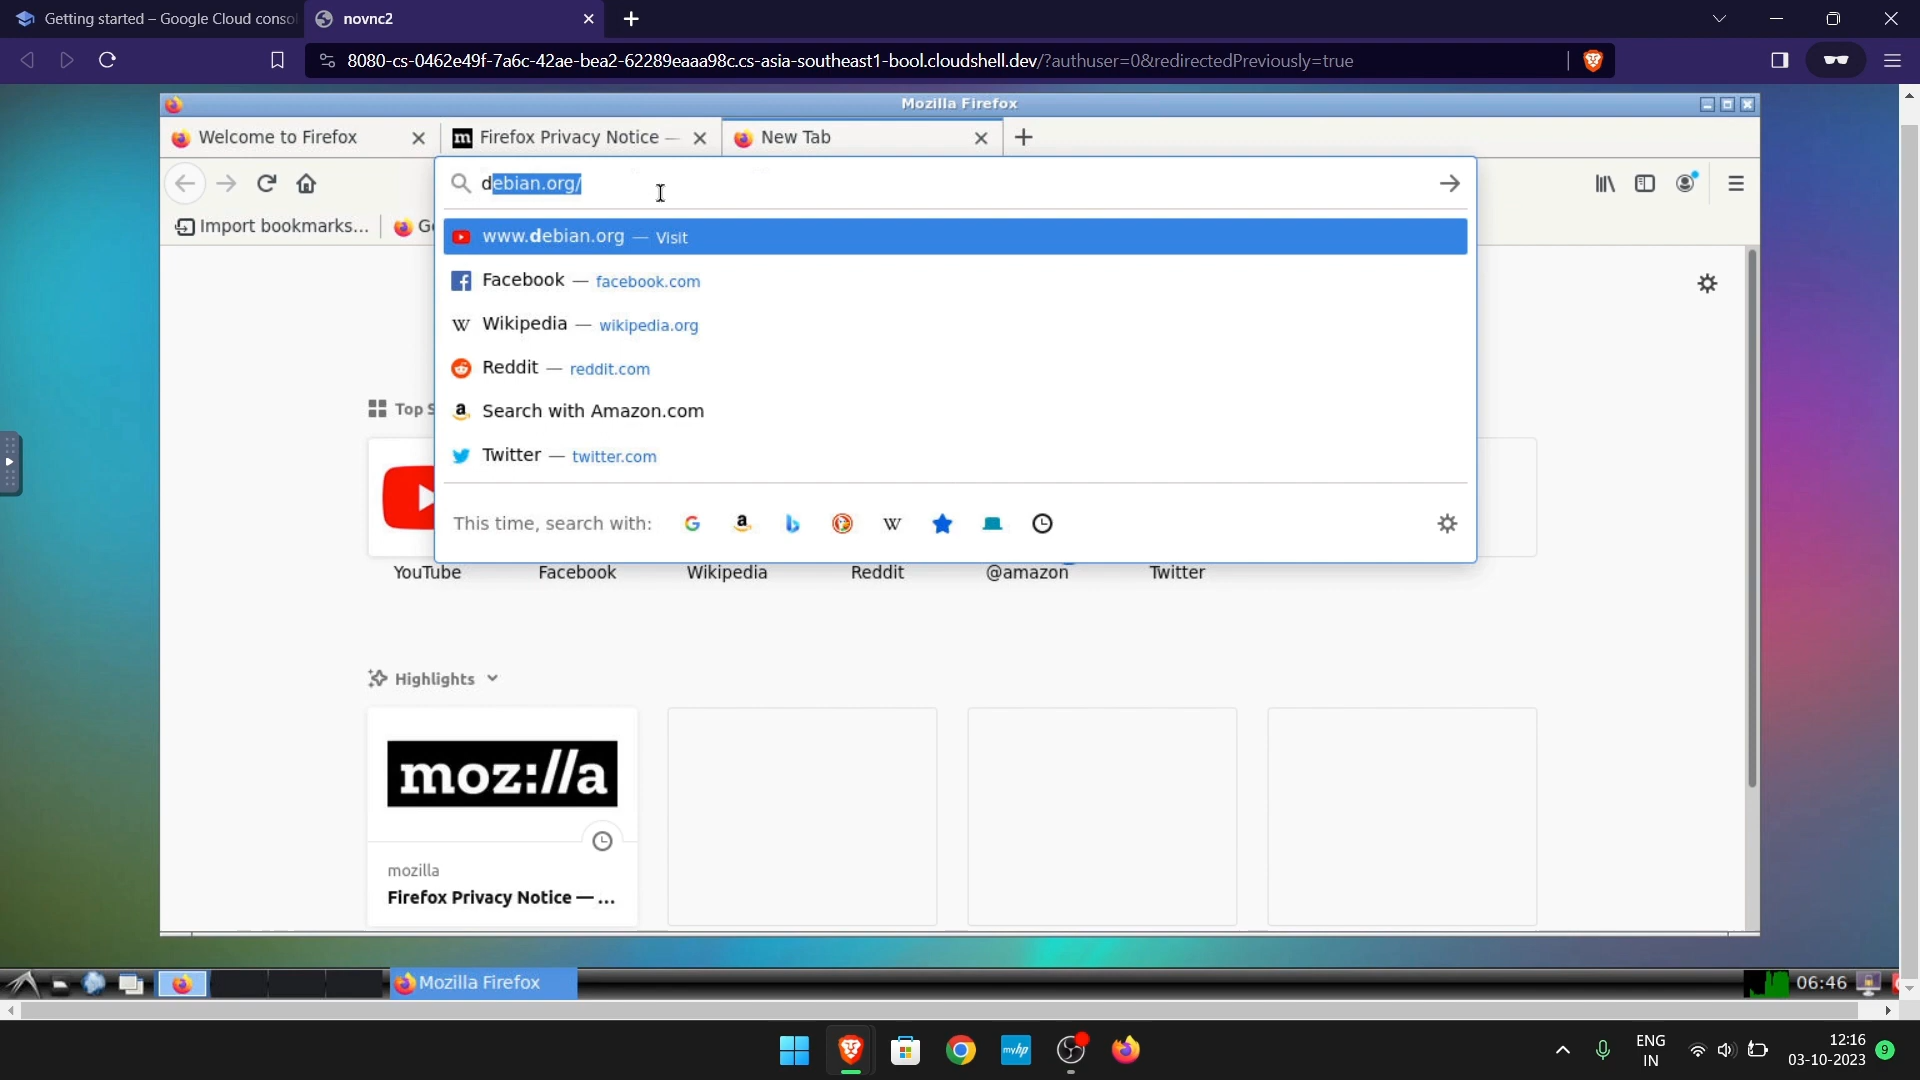 Getting started – Google Cloud consol
novnc2
8080-cs-0462e49f-7a6c-42ae-bea2-62289eaaa98c.cs-asia-southeast1-bool.cloudshell.dev/?authuser=0&redirectedPreviously=true
Mozilla Firefox
Welcome to Firefox
m Firefox Privacy Notice —
New Tab
debian.org/
Import bookmarks...
G
www.debian.org — Visit
Facebook — facebook.com
W Wikipedia — wikipedia.org
Reddit — reddit.com
a Search with Amazon.com
Twitter — twitter.com
Top S
This time, search with: G a b W
YouTube
Facebook
Wikipedia
Reddit
@amazon
Twitter
Highlights
moz://a
mozilla
Firefox Privacy Notice — ...
Mozilla Firefox
06:46
myhp
ENG
IN
12:16
03-10-2023
9